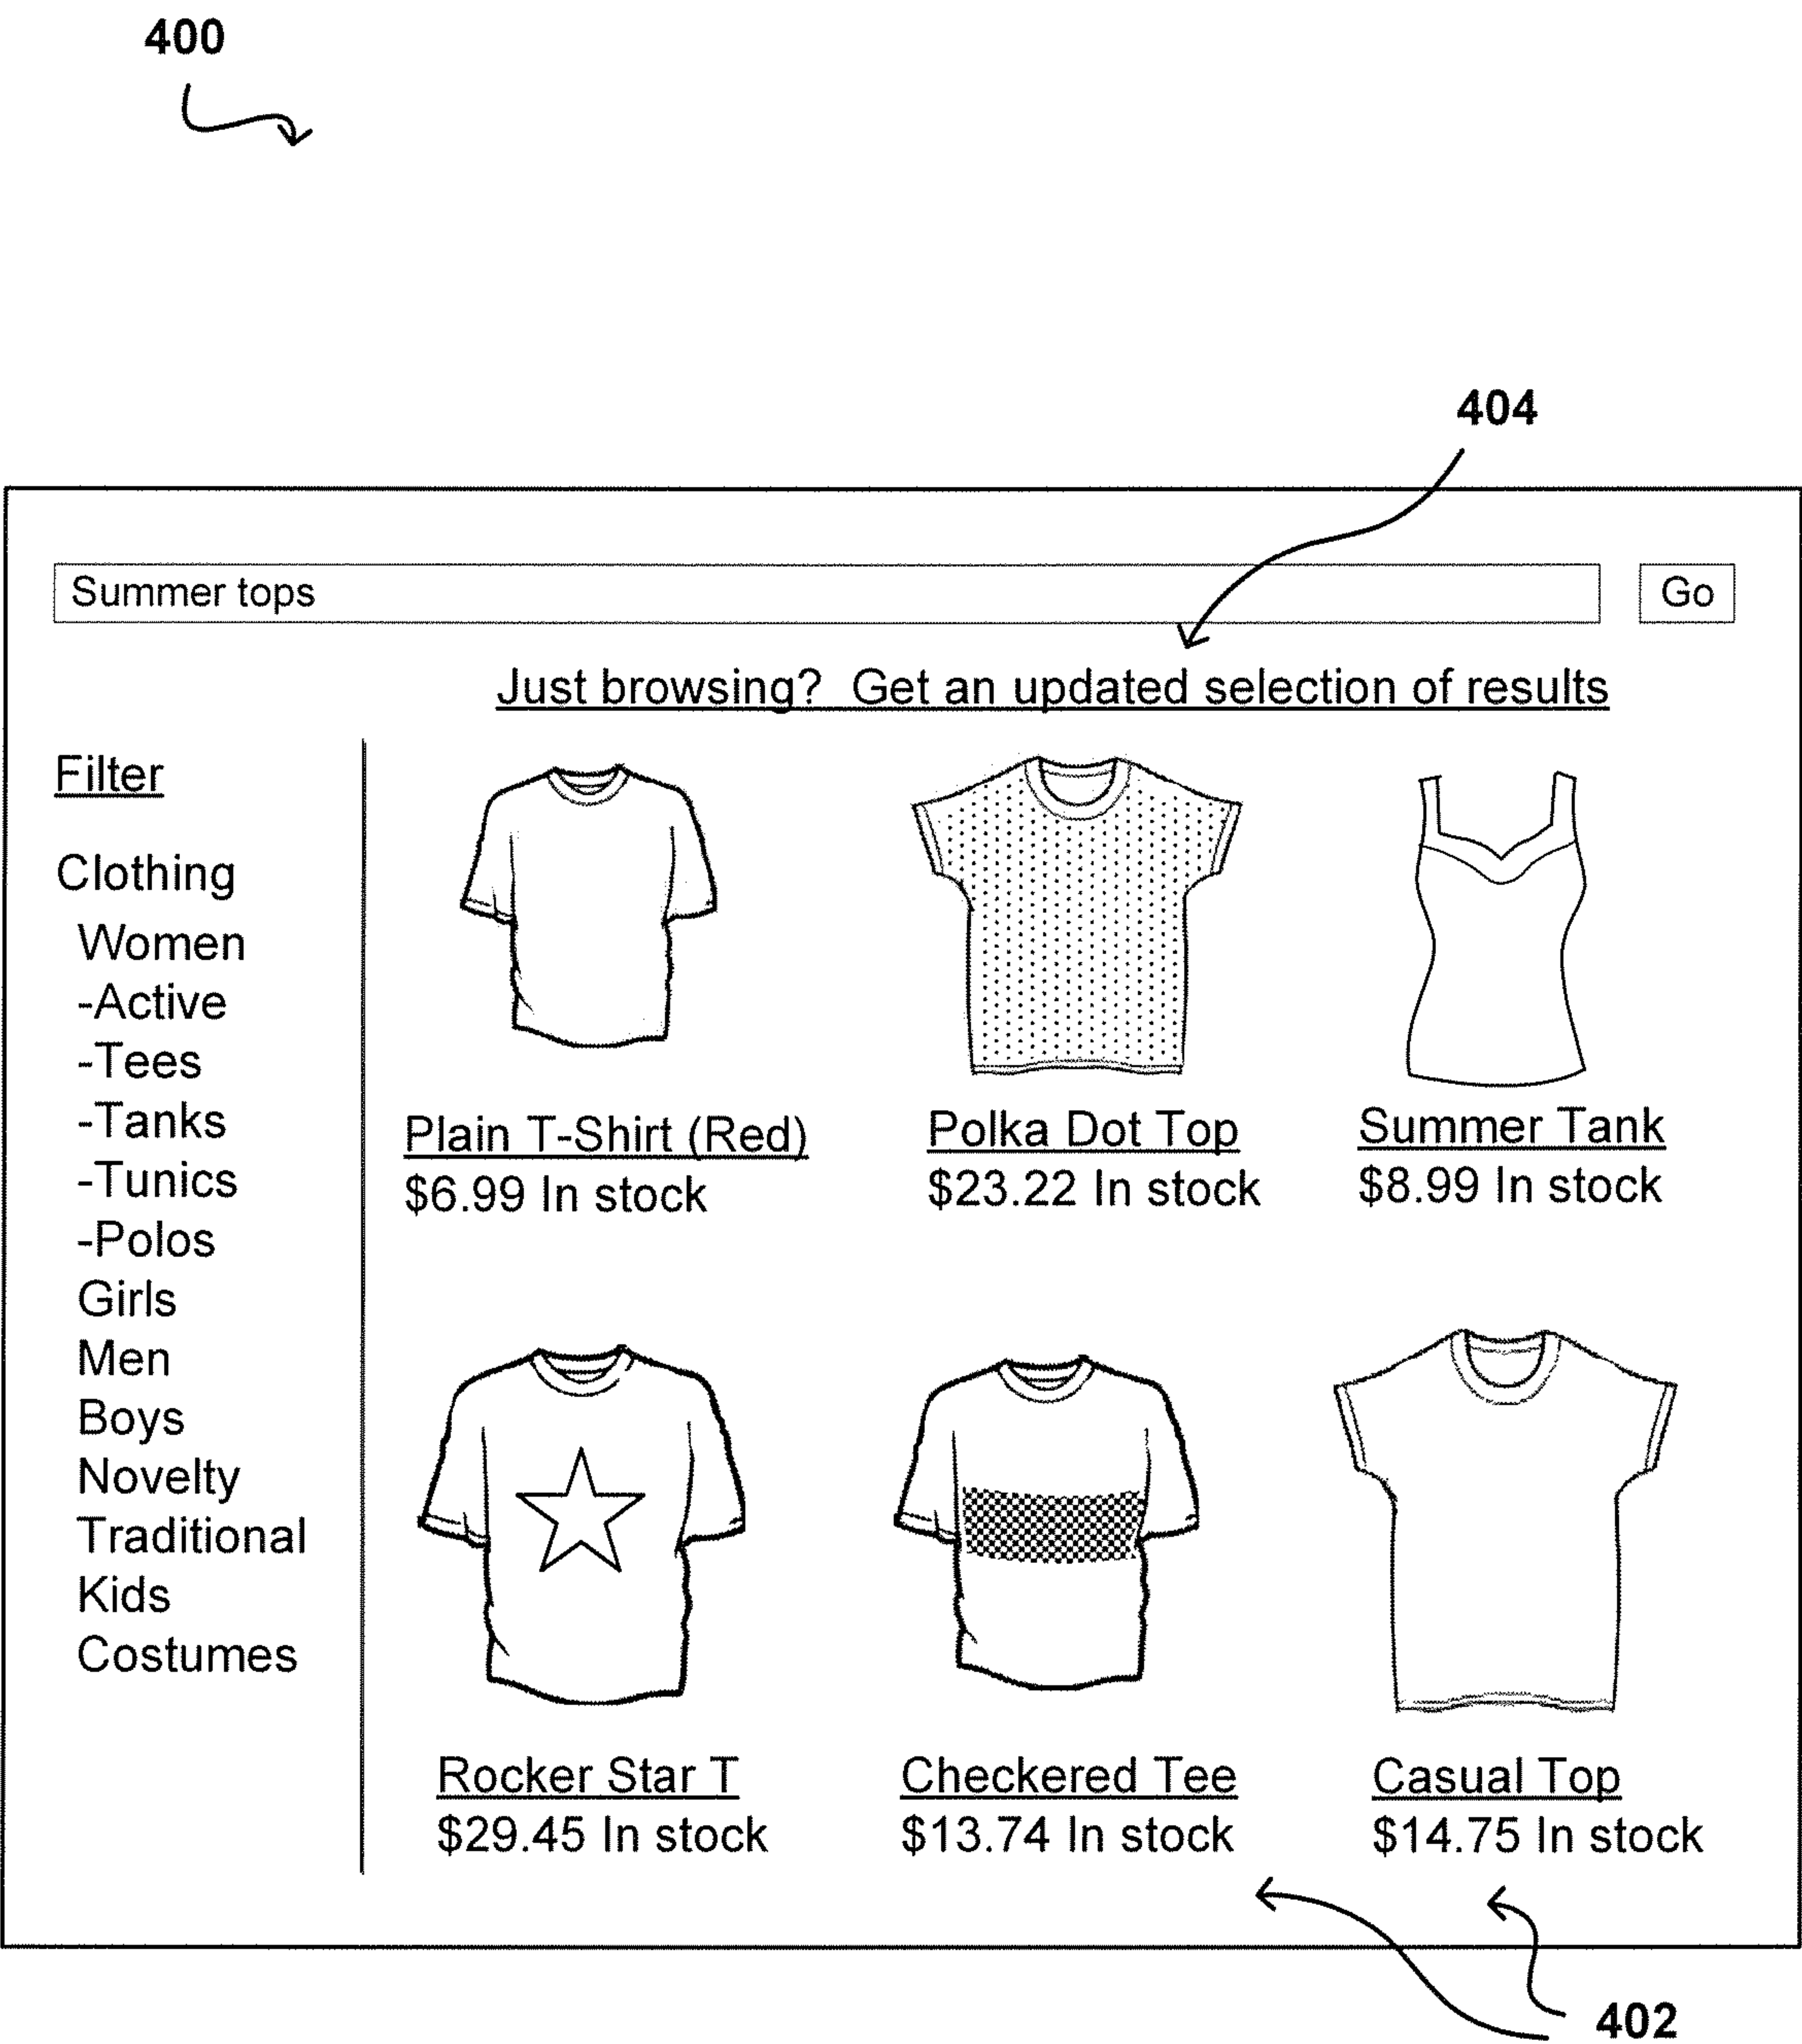 400
404
Summer tops
Go
Just browsing?  Get an updated selection of results
Filter
Clothing
Women
-Active
-Tees
-Tanks
-Tunics
-Polos
Girls
Men
Boys
Novelty
Traditional
Kids
Costumes
Plain T-Shirt (Red)
$6.99 In stock
Polka Dot Top
$23.22 In stock
Summer Tank
$8.99 In stock
Rocker Star T
$29.45 In stock
Checkered Tee
$13.74 In stock
Casual Top
$14.75 In stock
402